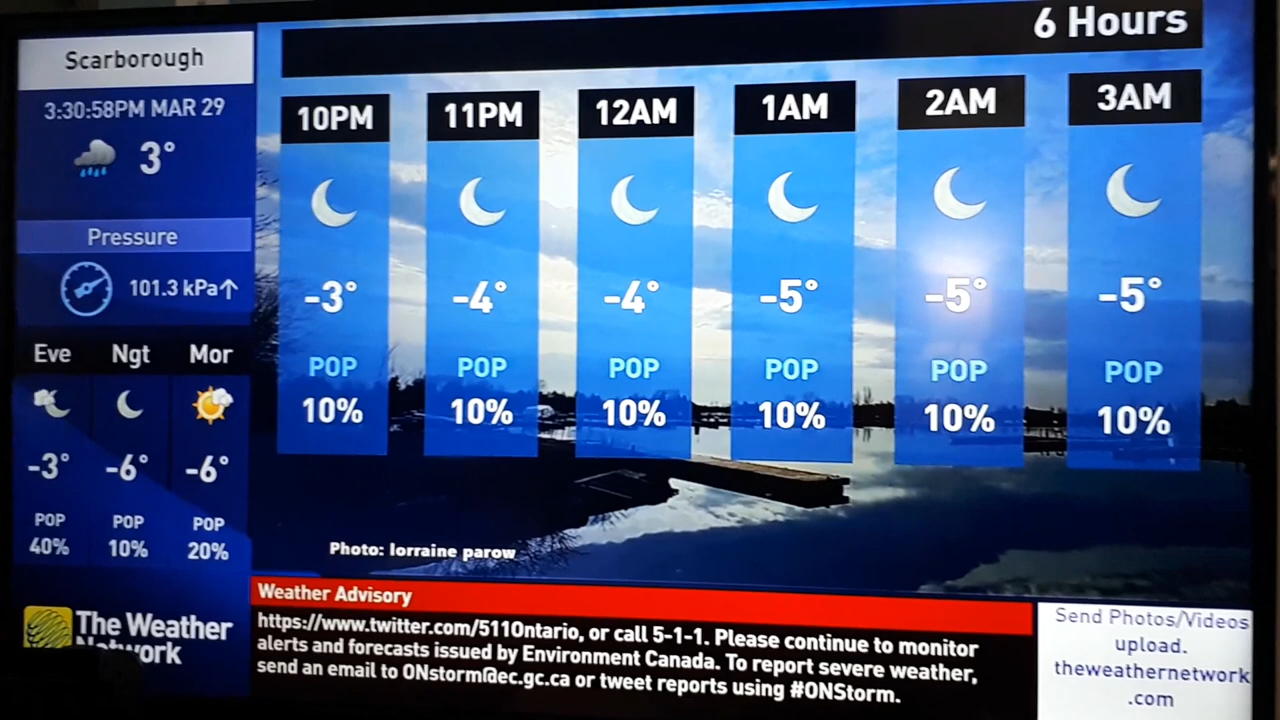 Scarborough
3:30:58PM MAR 29
3°
Pressure
101.3 kPa↑
Eve Ngt Mor
-3° -6° -6°
POP POP POP
40% 10% 20%
The Weather
Network
6 Hours
10PM 11PM 12AM 1AM 2AM 3AM
-3° -4° -4° -5° -5° -5°
POP POP POP POP POP POP
10% 10% 10% 10% 10% 10%
Photo: lorraine parow
Weather Advisory
https://www.twitter.com/511Ontario, or call 5-1-1. Please continue to monitor
alerts and forecasts issued by Environment Canada. To report severe weather,
send an email to ONstorm@ec.gc.ca or tweet reports using #ONStorm.
Send Photos/Videos
upload.
theweathernetwork
.com